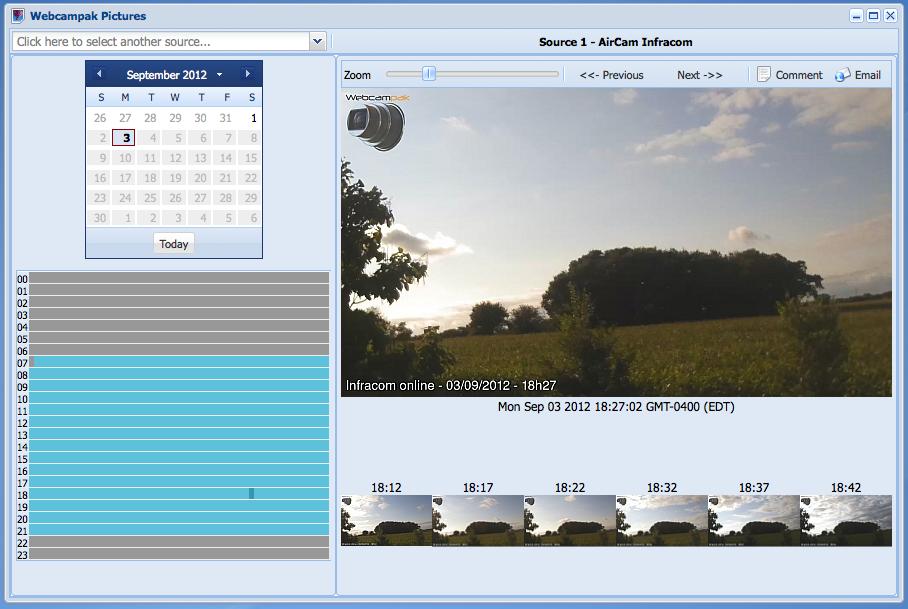 Webcampak Pictures
Click here to select another source...
Source 1 - AirCam Infracom
September 2012
S M T W T F S
26 27 28 29 30 31 1
2 3 4 5 6 7 8
9 10 11 12 13 14 15
16 17 18 19 20 21 22
23 24 25 26 27 28 29
30 1 2 3 4 5 6
Today
00
01
02
03
04
05
06
07
08
09
10
11
12
13
14
15
16
17
18
19
20
21
22
23
Zoom <<- Previous Next ->> Comment Email
Webcampak
Infracom online - 03/09/2012 - 18h27
Mon Sep 03 2012 18:27:02 GMT-0400 (EDT)
18:12 18:17 18:22 18:32 18:37 18:42